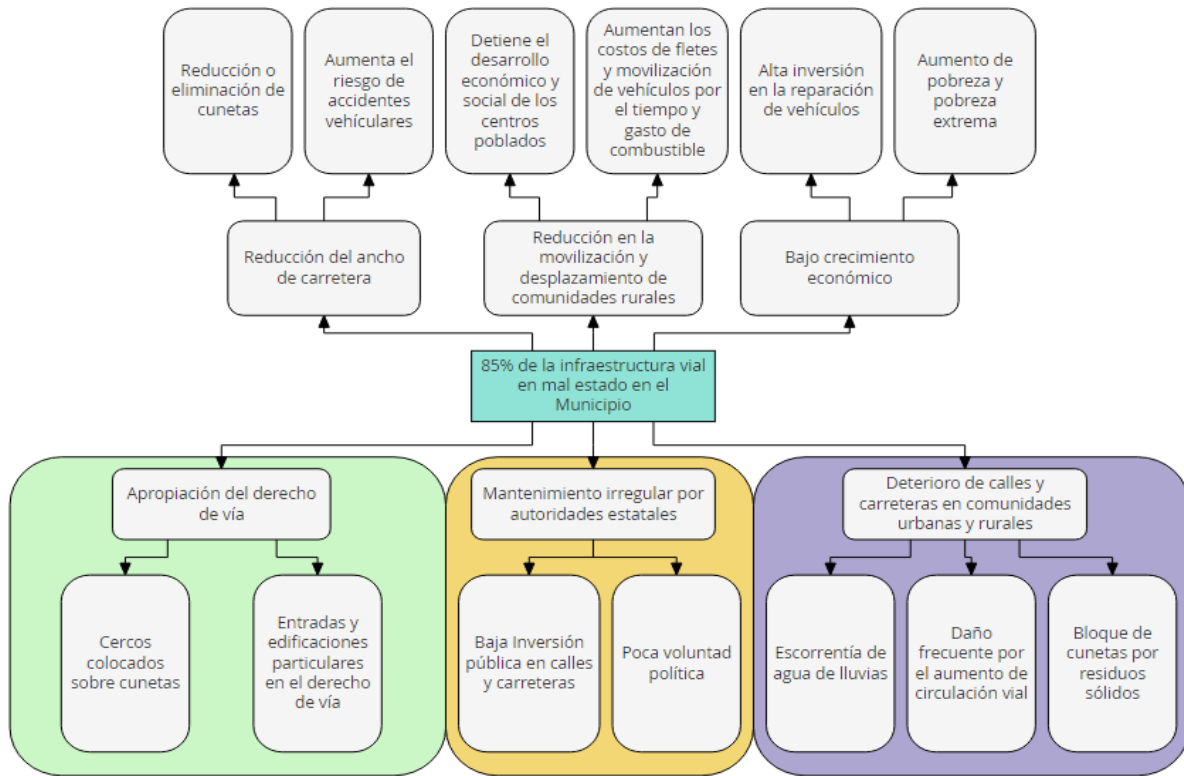 Reducción o
eliminación de
cunetas
Aumenta el
riesgo de
accidentes
vehículares
Detiene el
desarrollo
económico y
social de los
centros
poblados
Aumentan los
costos de fletes
y movilización
de vehículos por
el tiempo y
gasto de
combustible
Alta inversión
en la reparación
de vehículos
Aumento de
pobreza y
pobreza
extrema
Reducción del ancho
de carretera
Reducción en la
movilización y
desplazamiento de
comunidades rurales
Bajo crecimiento
económico
85% de la infraestructura vial
en mal estado en el
Municipio
Apropiación del derecho
de vía
Mantenimiento irregular por
autoridades estatales
Deterioro de calles y
carreteras en comunidades
urbanas y rurales
Cercos
colocados
sobre cunetas
Entradas y
edificaciones
particulares
en el derecho
de vía
Baja Inversión
pública en calles
y carreteras
Poca voluntad
política
Escorrentía de
agua de lluvias
Daño
frecuente por
el aumento de
circulación vial
Bloque de
cunetas por
residuos
sólidos